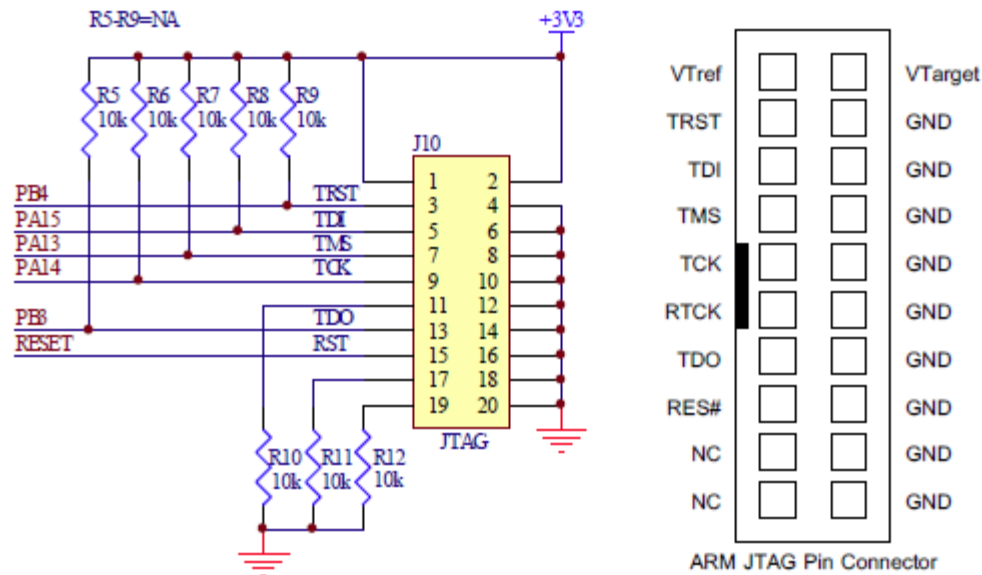 R5-R9=NA
+3V3
R5 R6 R7 R8 R9
10k 10k 10k 10k 10k
J10
1 2
PB4 TRST 3 4
PA15 TDI 5 6
PA13 TMS 7 8
PA14 TCK 9 10
11 12
PB3 TDO 13 14
RESET RST 15 16
17 18
19 20
JTAG
R10 R11 R12
10k 10k 10k
VTref VTarget
TRST GND
TDI GND
TMS GND
TCK GND
RTCK GND
TDO GND
RES# GND
NC GND
NC GND
ARM JTAG Pin Connector